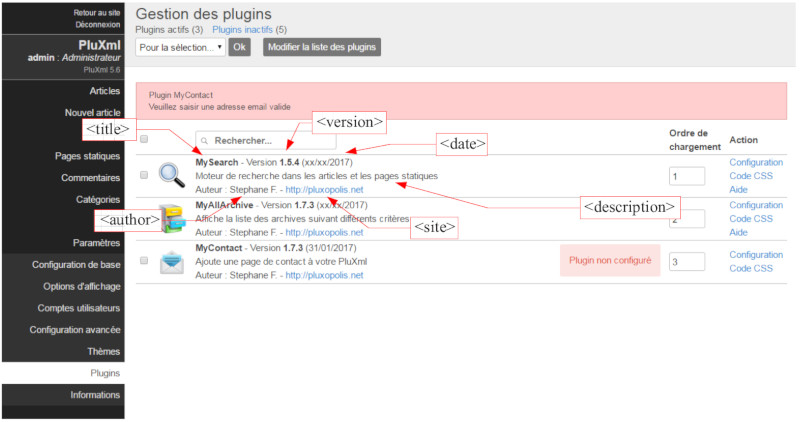 Retour au site
Déconnexion
PluXml
admin : Administrateur
PluXml 5.6
Articles
Nouvel article
Pages statiques
Commentaires
Catégories
Paramètres
Configuration de base
Options d'affichage
Comptes utilisateurs
Configuration avancée
Thèmes
Plugins
Informations
Gestion des plugins
Plugins actifs (3) Plugins inactifs (5)
Pour la sélection... Ok Modifier la liste des plugins
Plugin MyContact
Veuillez saisir une adresse email valide
<title>
<version>
<date>
<author>
<site>
<description>
Rechercher... Ordre de chargement Action
MySearch - Version 1.5.4 (xx/xx/2017)
Moteur de recherche dans les articles et les pages statiques
Auteur : Stephane F. - http://pluxopolis.net
1
Configuration
Code CSS
Aide
MyAllArchive - Version 1.7.3 (xx/xx/2017)
Affiche la liste des archives suivant différents critères
Auteur : Stephane F. - http://pluxopolis.net
2
Configuration
Code CSS
Aide
MyContact - Version 1.7.3 (31/01/2017)
Ajoute une page de contact à votre PluXml
Auteur : Stephane F. - http://pluxopolis.net
Plugin non configuré
3
Configuration
Code CSS